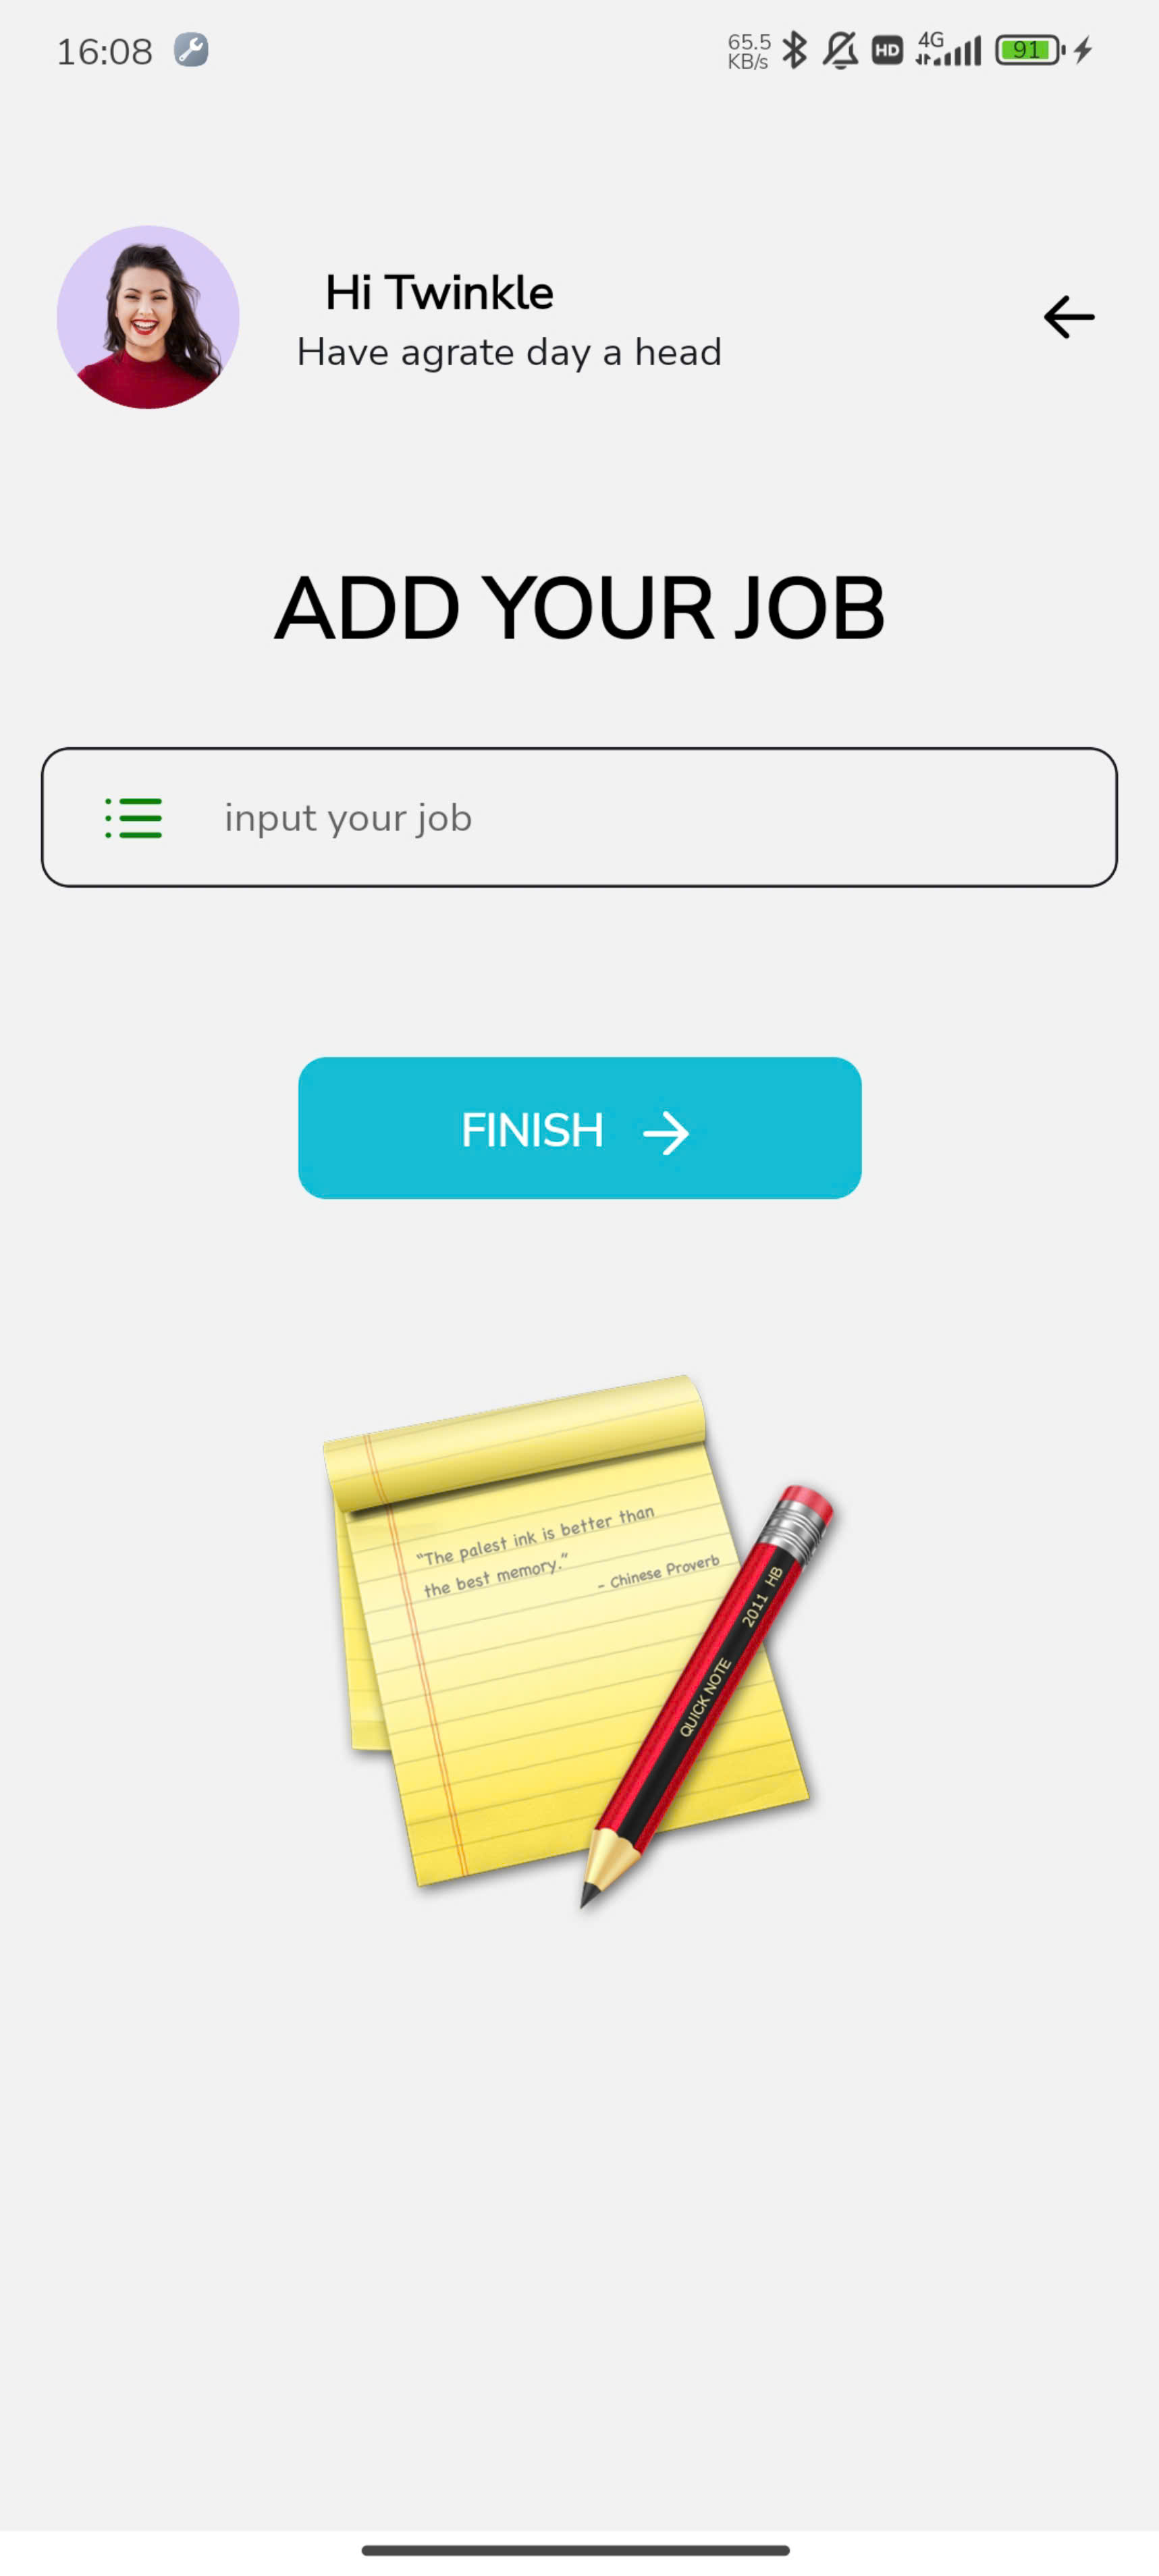 16:08
65.5
KB/s
HD
4G
91
Hi Twinkle
Have agrate day a head
ADD YOUR JOB
input your job
FINISH
“The palest ink is better than
the best memory.”
– Chinese Proverb
QUICK NOTE 2011 HB